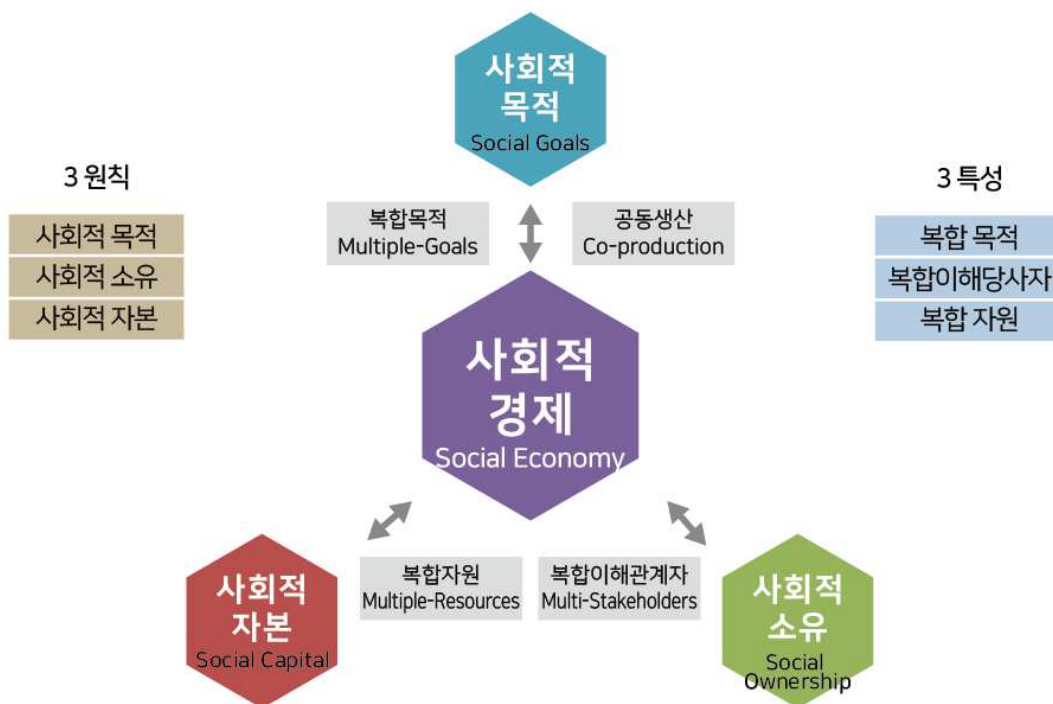 사회적
목적
Social Goals
3 원칙
사회적 목적
사회적 소유
사회적 자본
복합목적
Multiple-Goals
공동생산
Co-production
3 특성
복합 목적
복합이해당사자
복합 자원
사회적
경제
Social Economy
사회적
자본
Social Capital
복합자원
Multiple-Resources
복합이해관계자
Multi-Stakeholders
사회적
소유
Social
Ownership